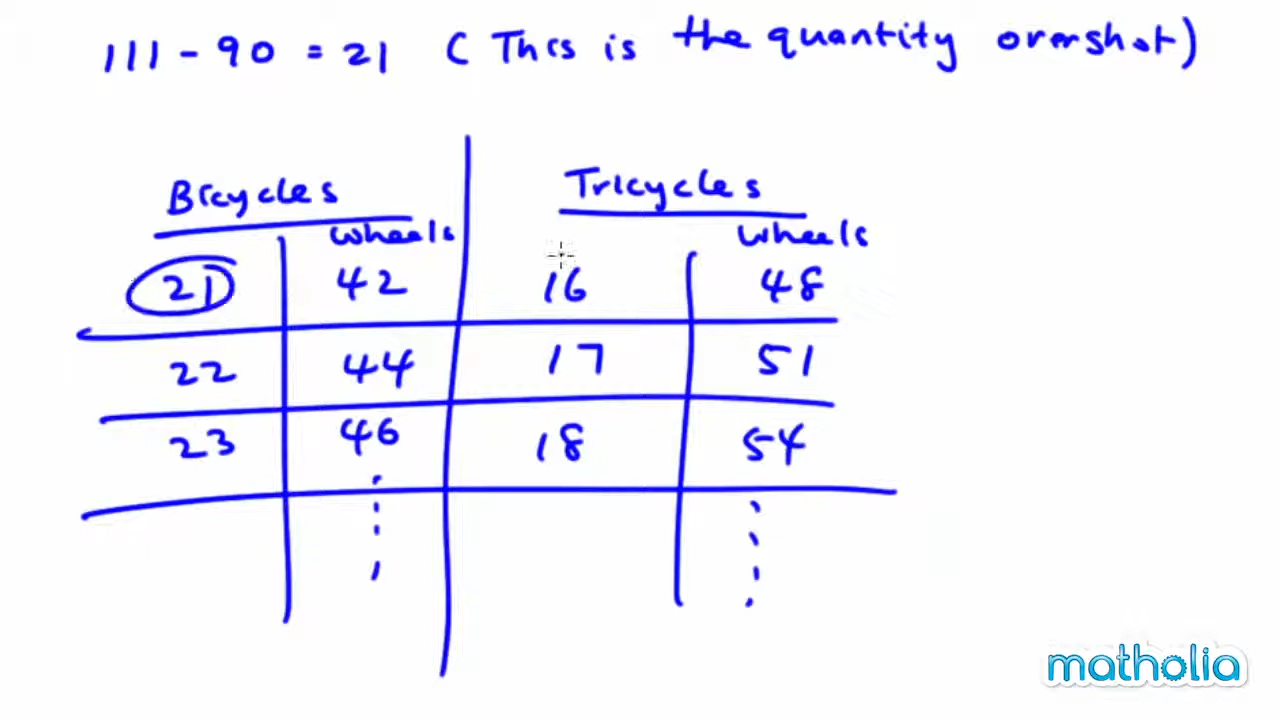 111 - 90 = 21 (This is the quantity overshot)
Bicycles Tricycles
wheels wheels
21 42 16 48
22 44 17 51
23 46 18 54
matholia